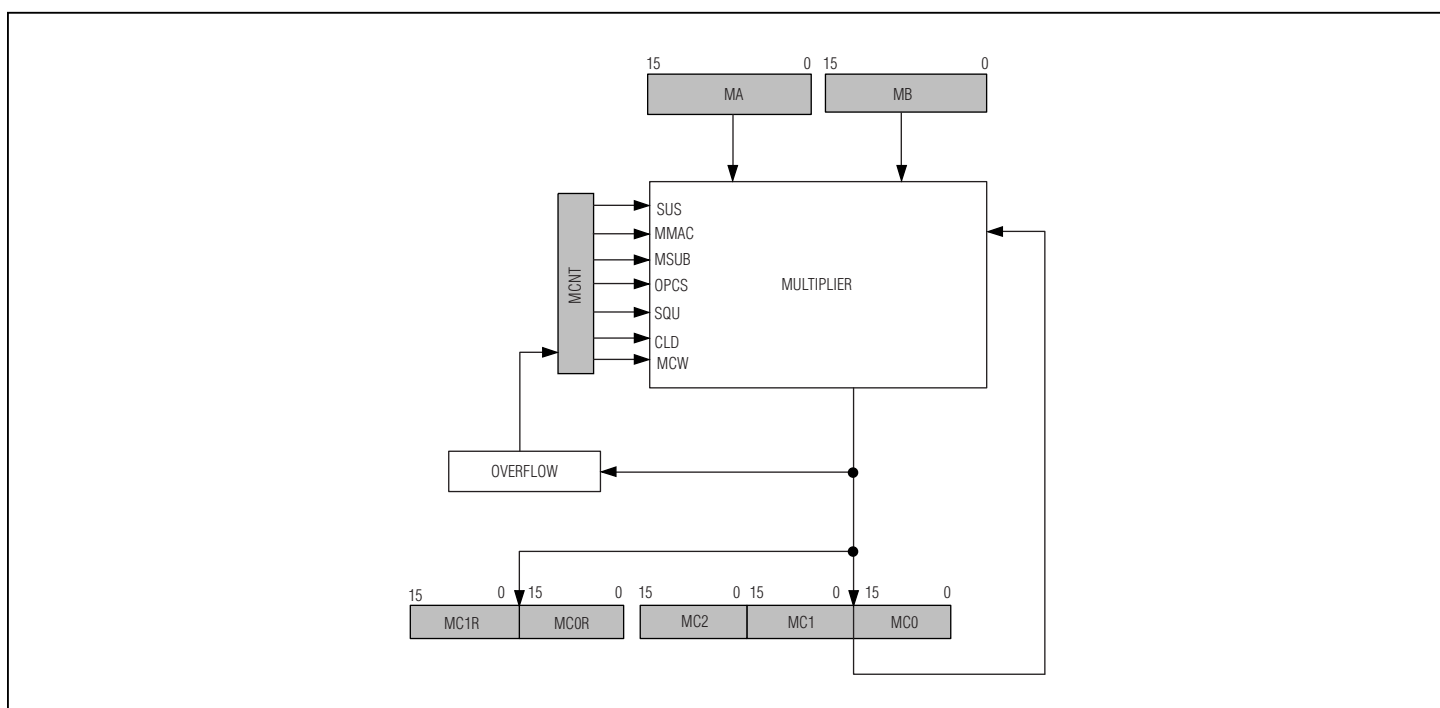 15 0 15 0
MA MB
SUS
MMAC
MSUB
OPCS
SQU
CLD
MCW
MCNT
MULTIPLIER
OVERFLOW
15 0 15 0 15 0 15 0 15 0
MC1R MC0R MC2 MC1 MC0